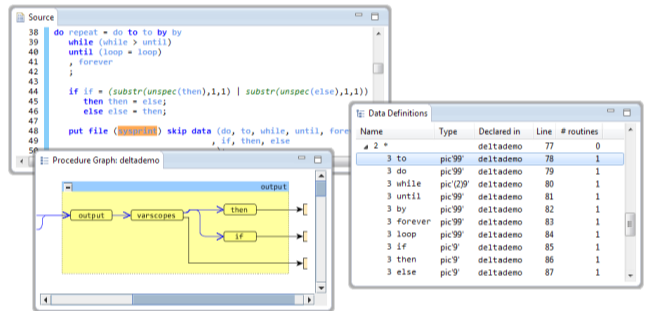 Source
38 do repeat = do to to by by
39 while (while > until)
40 until (loop = loop)
41 , forever
42 ;
43
44 if if = (substr(unspec(then),1,1) | substr(unspec(else),1,1))
45 then then = else;
46 else else = then;
47
48 put file (sysprint) skip data (do, to, while, until, fore
49 , if, then, else
Procedure Graph: deltademo
output
output
varscopes
then
if
Data Definitions
Name Type Declared in Line # routines
2 * deltademo 77 0
3 to pic'99' deltademo 78 1
3 do pic'99' deltademo 79 1
3 while pic'(2)9' deltademo 80 1
3 until pic'99' deltademo 81 1
3 by pic'99' deltademo 82 1
3 forever pic'99' deltademo 83 1
3 loop pic'99' deltademo 84 1
3 if pic'9' deltademo 85 1
3 then pic'9' deltademo 86 1
3 else pic'9' deltademo 87 1